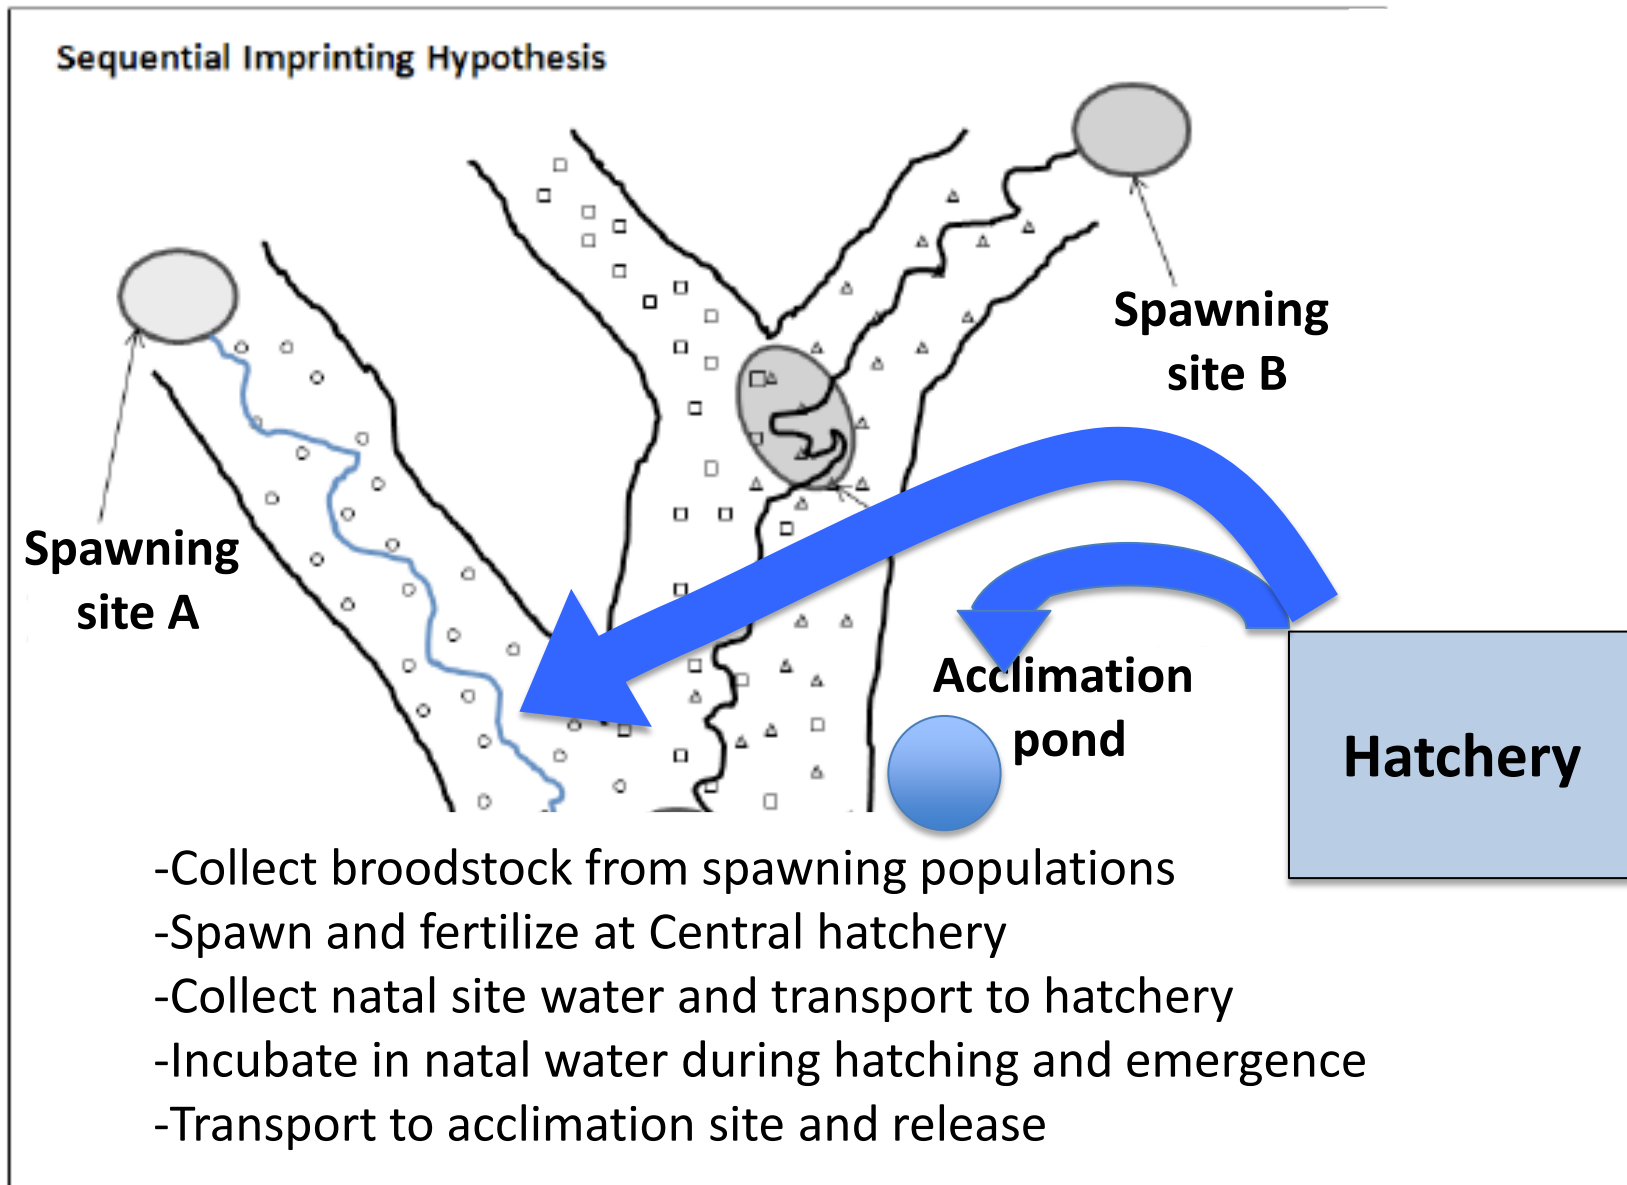 Sequential Imprinting Hypothesis
Spawning
site B
Spawning
site A
Acclimation
pond
Hatchery
-Collect broodstock from spawning populations
-Spawn and fertilize at Central hatchery
-Collect natal site water and transport to hatchery
-Incubate in natal water during hatching and emergence
-Transport to acclimation site and release